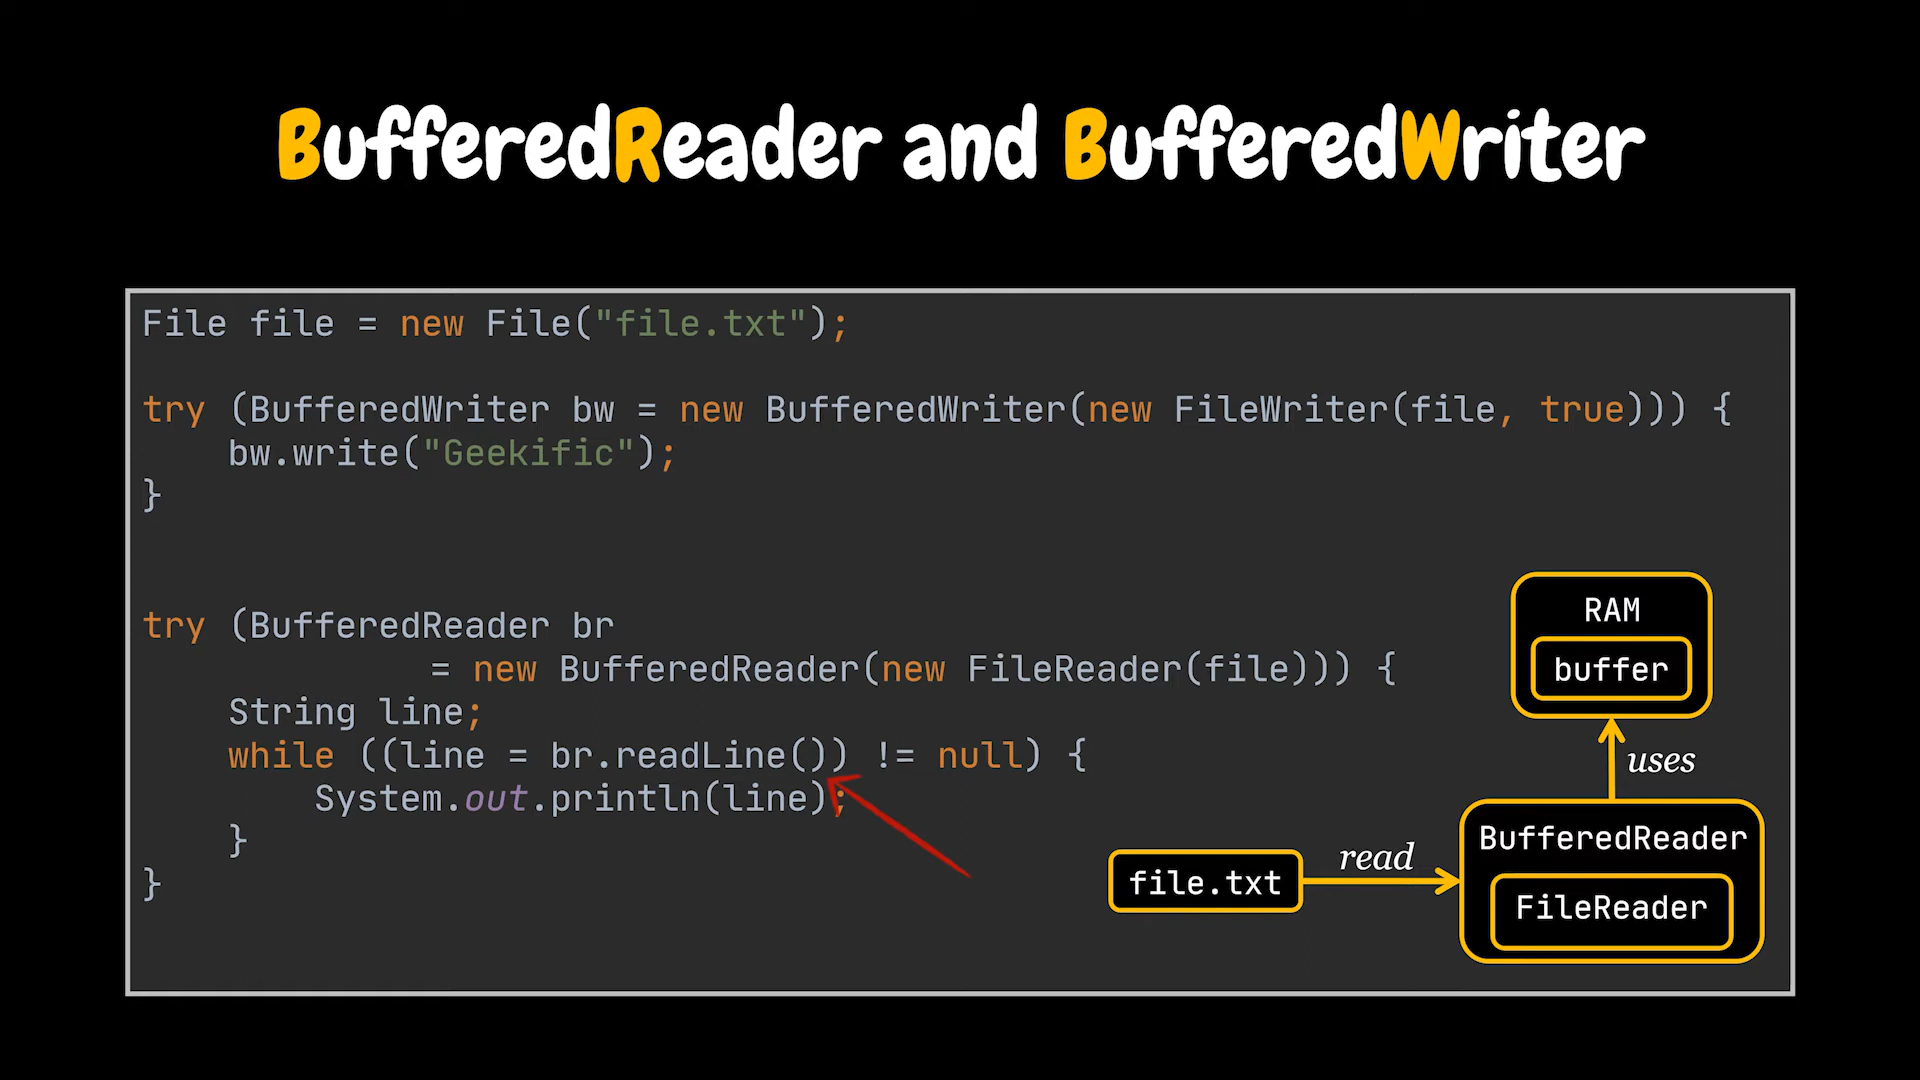 BufferedReader and BufferedWriter
File file = new File("file.txt");
try (BufferedWriter bw = new BufferedWriter(new FileWriter(file, true))) {
    bw.write("Geekific");
}
try (BufferedReader br
             = new BufferedReader(new FileReader(file))) {
    String line;
    while ((line = br.readLine()) != null) {
        System.out.println(line);
    }
}
RAM
buffer
uses
BufferedReader
FileReader
read
file.txt